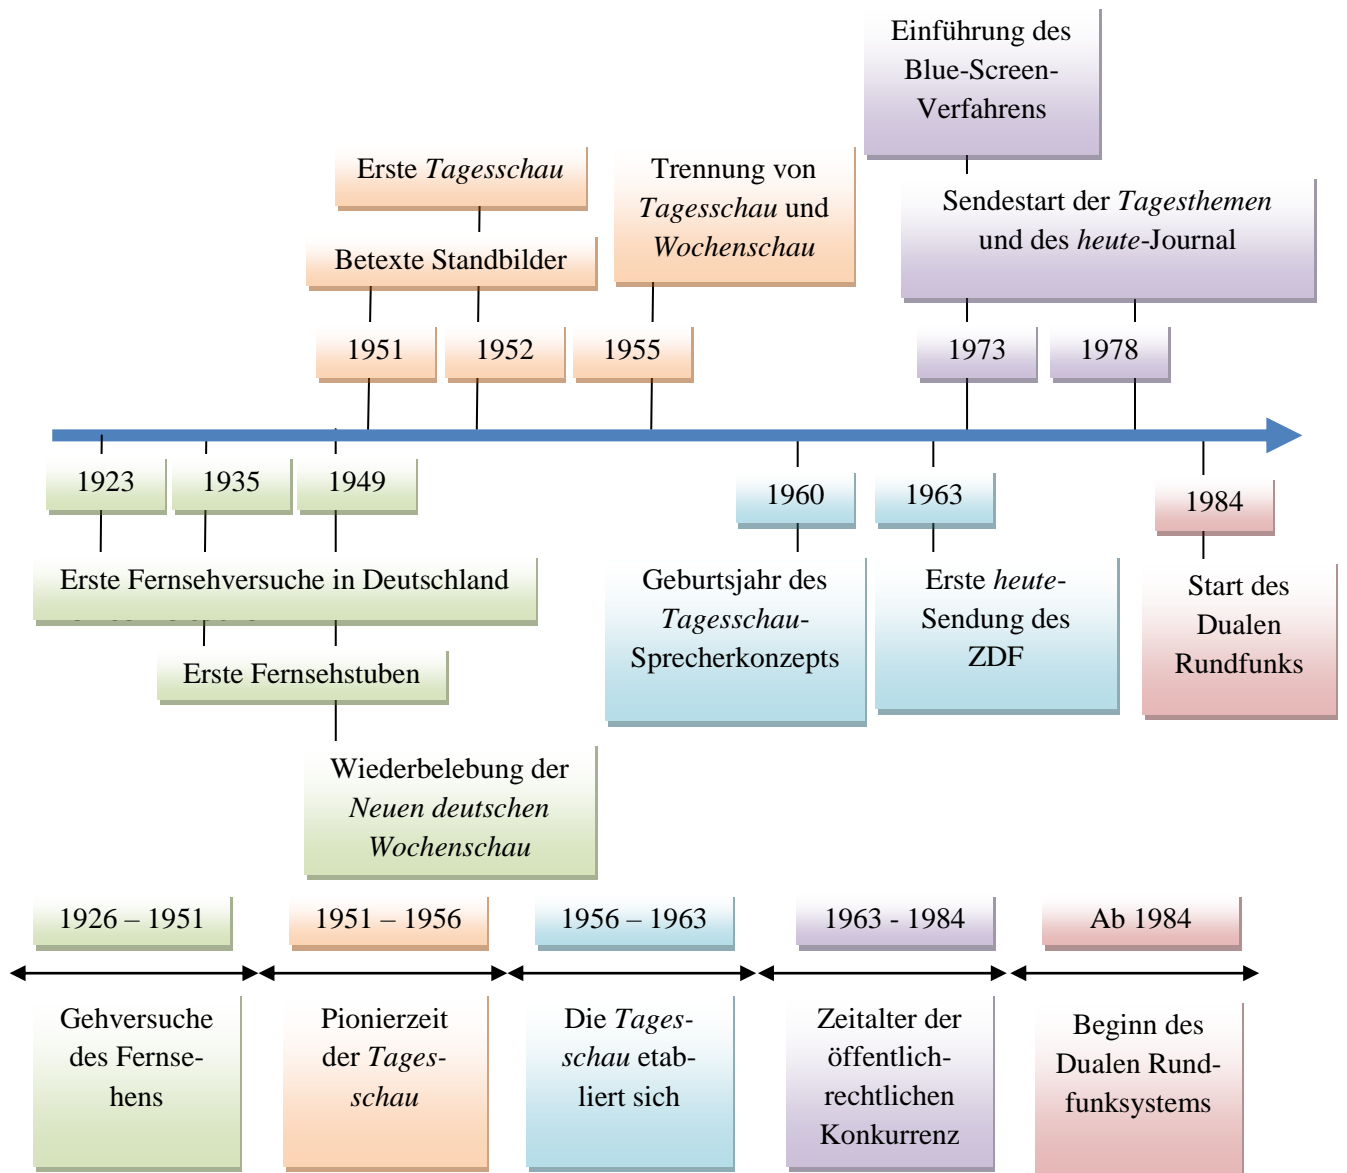 Einführung des
Blue-Screen-
Verfahrens
Erste Tagesschau
Trennung von
Tagesschau und
Wochenschau
Sendestart der Tagesthemen
und des heute-Journal
Betexte Standbilder
1951
1952
1955
1973
1978
1923
1935
1949
1960
1963
1984
Erste Fernsehversuche in Deutschland
Geburtsjahr des
Tagesschau-
Sprecherkonzepts
Erste heute-
Sendung des
ZDF
Start des
Dualen
Rundfunks
Erste Fernsehstuben
Wiederbelebung der
Neuen deutschen
Wochenschau
1926 – 1951
1951 – 1956
1956 – 1963
1963 - 1984
Ab 1984
Gehversuche
des Fernse-
hens
Pionierzeit
der Tages-
schau
Die Tages-
schau etab-
liert sich
Zeitalter der
öffentlich-
rechtlichen
Konkurrenz
Beginn des
Dualen Rund-
funksystems